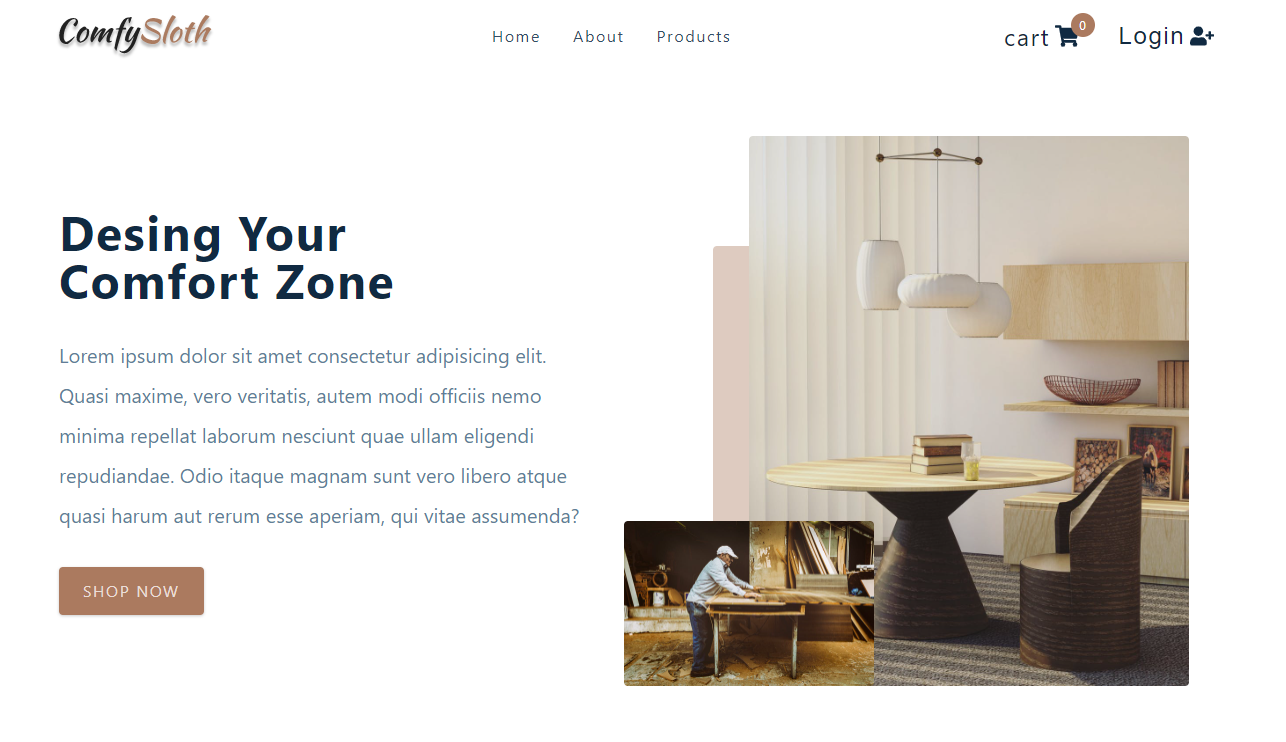 ComfySloth
Home About Products
cart 0 Login
Desing Your
Comfort Zone
Lorem ipsum dolor sit amet consectetur adipisicing elit.
Quasi maxime, vero veritatis, autem modi officiis nemo
minima repellat laborum nesciunt quae ullam eligendi
repudiandae. Odio itaque magnam sunt vero libero atque
quasi harum aut rerum esse aperiam, qui vitae assumenda?
SHOP NOW